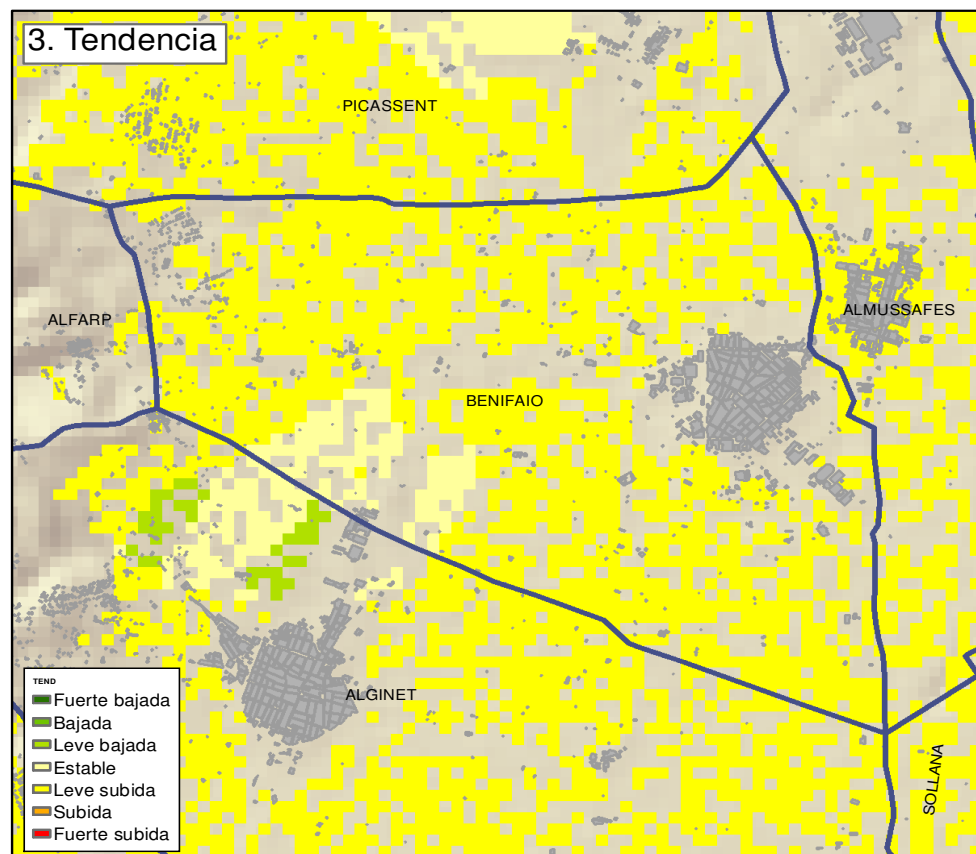 3. Tendencia
PICASSENT
ALFARP
ALMUSSAFES
BENIFAIO
ALGINET
SOLLANA
TEND
Fuerte bajada
Bajada
Leve bajada
Estable
Leve subida
Subida
Fuerte subida